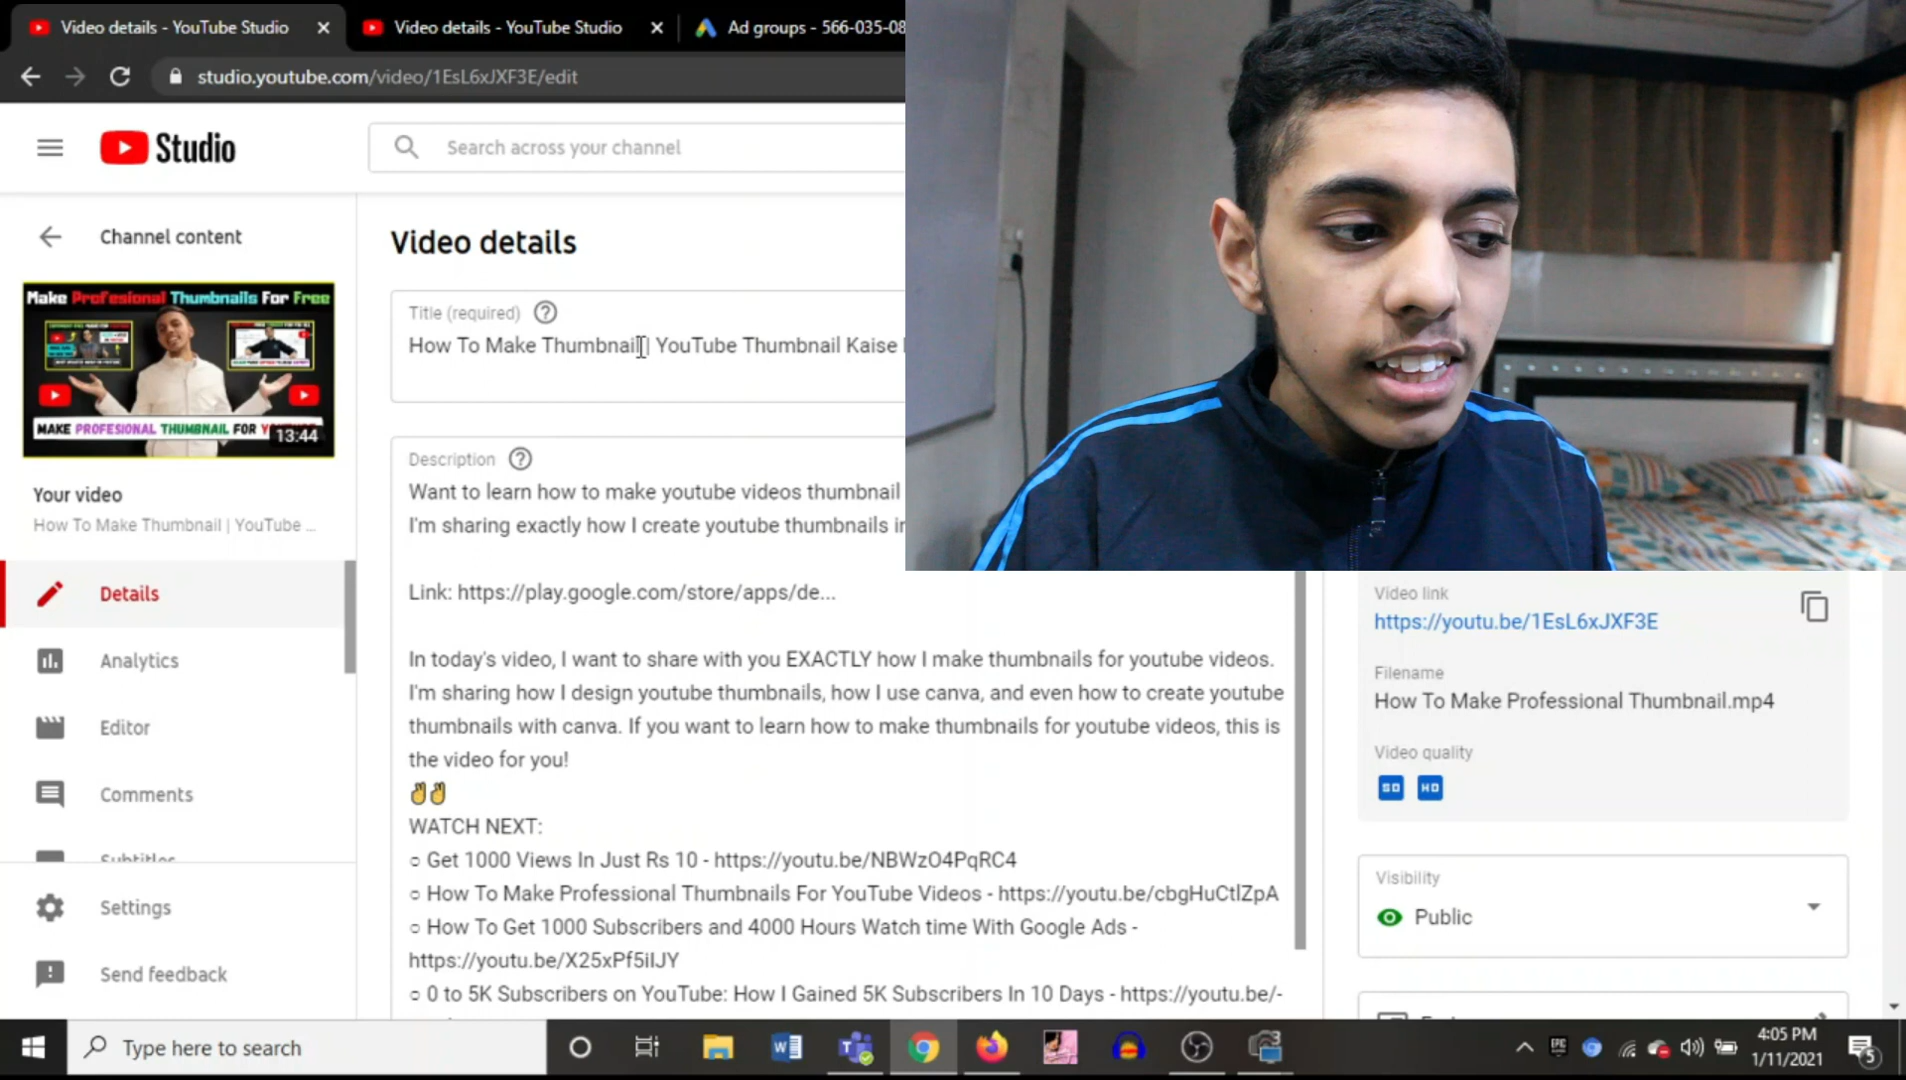 Video details - YouTube Studio
Video details - YouTube Studio
Ad groups - 566-035-08
studio.youtube.com/video/1EsL6xJXF3E/edit
Studio
Search across your channel
Channel content
Video details
Make Profesional Thumbnails For Free
MAKE PROFESIONAL THUMBNAIL FOR
13:44
Title (required)
How To Make Thumbnail | YouTube Thumbnail Kaise
Your video
How To Make Thumbnail | YouTube ...
Description
Want to learn how to make youtube videos thumbnail
I'm sharing exactly how I create youtube thumbnails in
Link: https://play.google.com/store/apps/de...
In today's video, I want to share with you EXACTLY how I make thumbnails for youtube videos.
I'm sharing how I design youtube thumbnails, how I use canva, and even how to create youtube
thumbnails with canva. If you want to learn how to make thumbnails for youtube videos, this is
the video for you!
WATCH NEXT:
○ Get 1000 Views In Just Rs 10 - https://youtu.be/NBWzO4PqRC4
○ How To Make Professional Thumbnails For YouTube Videos - https://youtu.be/cbgHuCtlZpA
○ How To Get 1000 Subscribers and 4000 Hours Watch time With Google Ads -
https://youtu.be/X25xPf5iIJY
○ 0 to 5K Subscribers on YouTube: How I Gained 5K Subscribers In 10 Days - https://youtu.be/-
Details
Analytics
Editor
Comments
Subtitles
Settings
Send feedback
Video link
https://youtu.be/1EsL6xJXF3E
Filename
How To Make Professional Thumbnail.mp4
Video quality
SD HD
Visibility
Public
Type here to search
EPIC
4:05 PM
1/11/2021
5